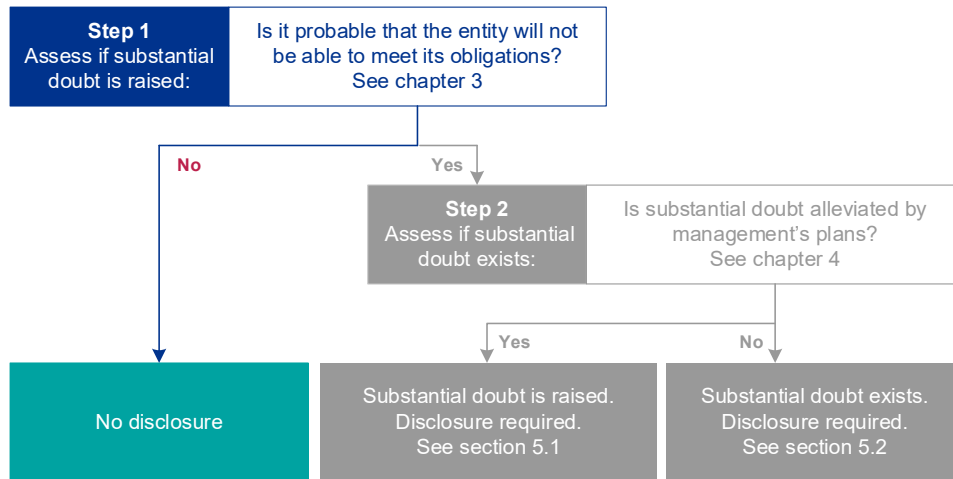 Step 1
Assess if substantial
doubt is raised:
Is it probable that the entity will not
be able to meet its obligations?
See chapter 3
No
Yes
Step 2
Assess if substantial
doubt exists:
Is substantial doubt alleviated by
management’s plans?
See chapter 4
Yes
No
No disclosure
Substantial doubt is raised.
Disclosure required.
See section 5.1
Substantial doubt exists.
Disclosure required.
See section 5.2